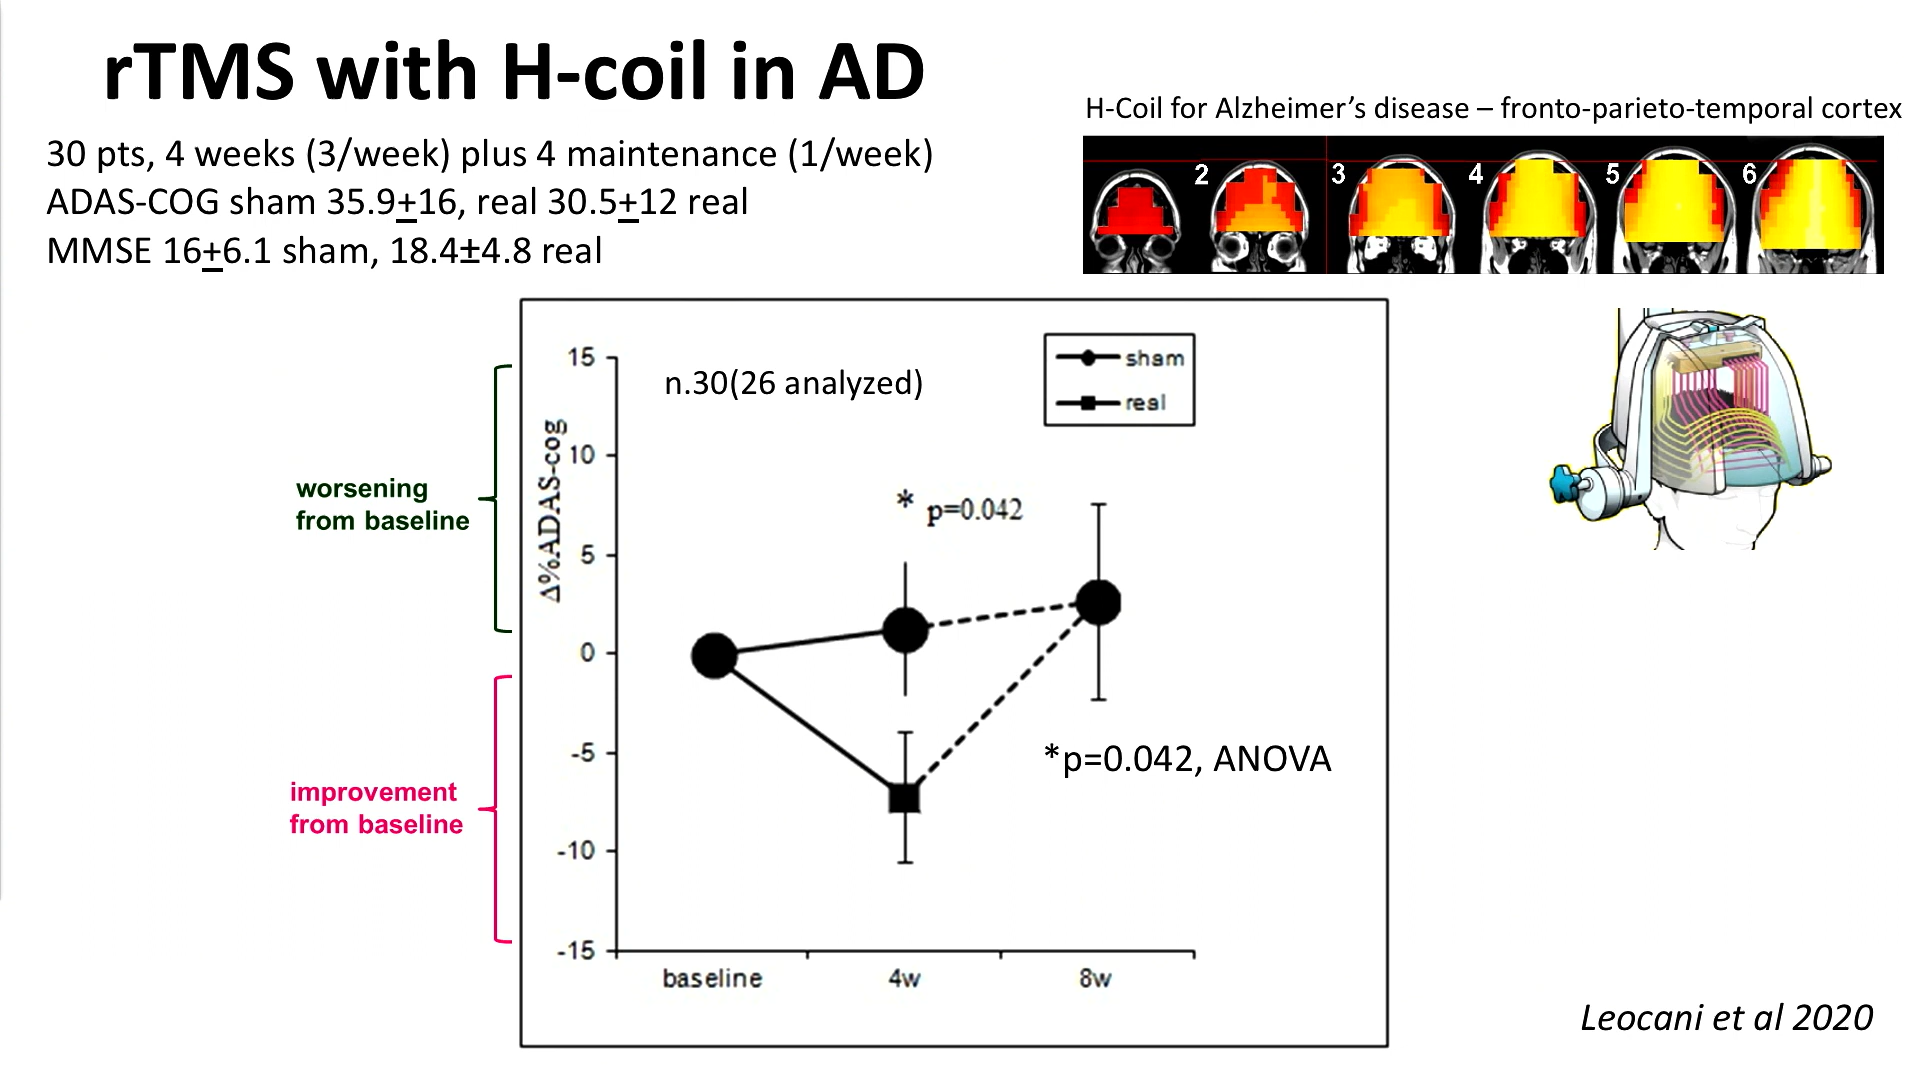 rTMS with H-coil in AD
30 pts, 4 weeks (3/week) plus 4 maintenance (1/week)
ADAS-COG sham 35.9+16, real 30.5+12 real
MMSE 16+6.1 sham, 18.4±4.8 real
H-Coil for Alzheimer's disease – fronto-parieto-temporal cortex
2 3 4 5 6
sham
real
n.30(26 analyzed)
Δ%ADAS-cog
15
10
5
0
-5
-10
-15
worsening
from baseline
improvement
from baseline
* p=0.042
*p=0.042, ANOVA
baseline 4w 8w
Leocani et al 2020